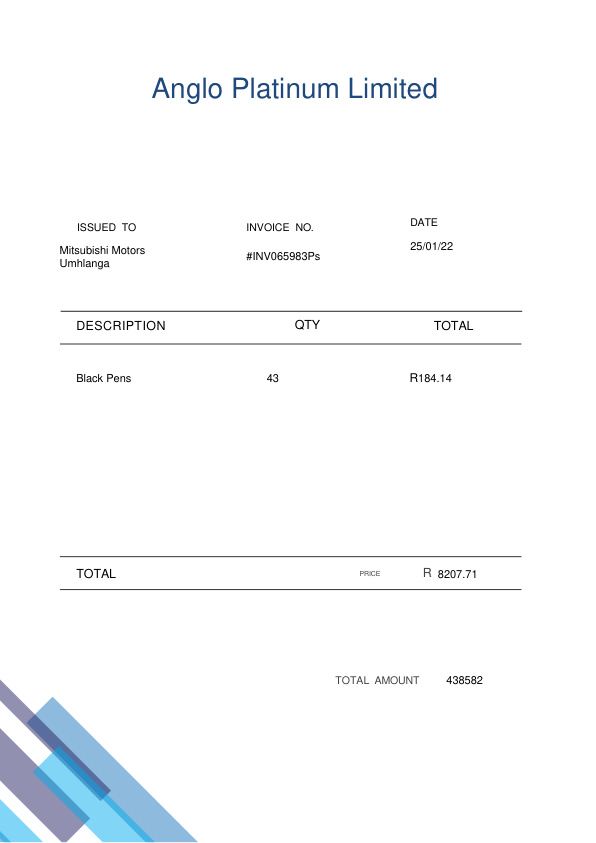 Anglo Platinum Limited
ISSUED TO
INVOICE NO.
DATE
Mitsubishi Motors
Umhlanga
#INV065983Ps
25/01/22
DESCRIPTION QTY TOTAL
Black Pens 43 R184.14
TOTAL PRICE R 8207.71
TOTAL AMOUNT 438582